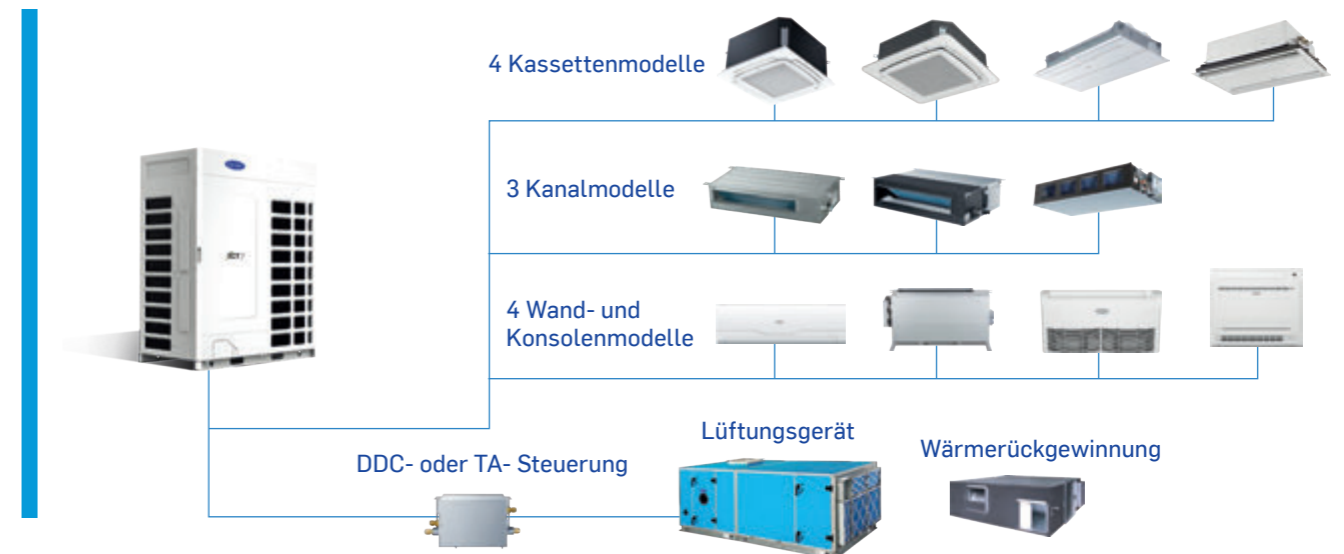 4 Kassettenmodelle
3 Kanalmodelle
4 Wand- und
Konsolenmodelle
Lüftungsgerät
Wärmerückgewinnung
DDC- oder TA- Steuerung